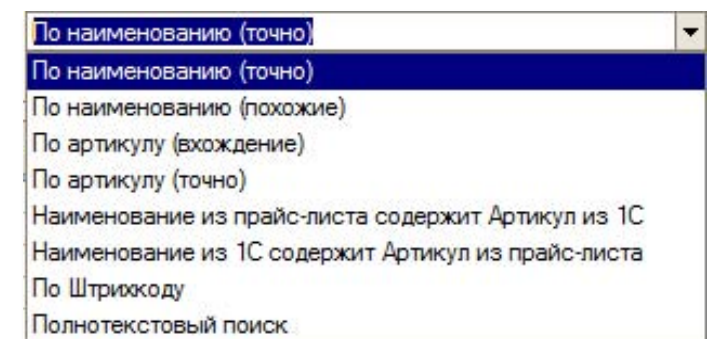 По наименованию (точно)
По наименованию (точно)
По наименованию (похожие)
По артикулу (вхождение)
По артикулу (точно)
Наименование из прайс-листа содержит Артикул из 1С
Наименование из 1С содержит Артикул из прайс-листа
По Штрихкоду
Полнотекстовый поиск